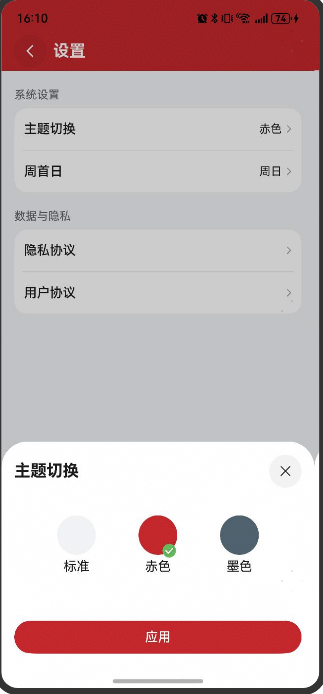 16:10
74
设置
系统设置
主题切换 赤色
周首日 周日
数据与隐私
隐私协议
用户协议
主题切换
标准 赤色 墨色
应用